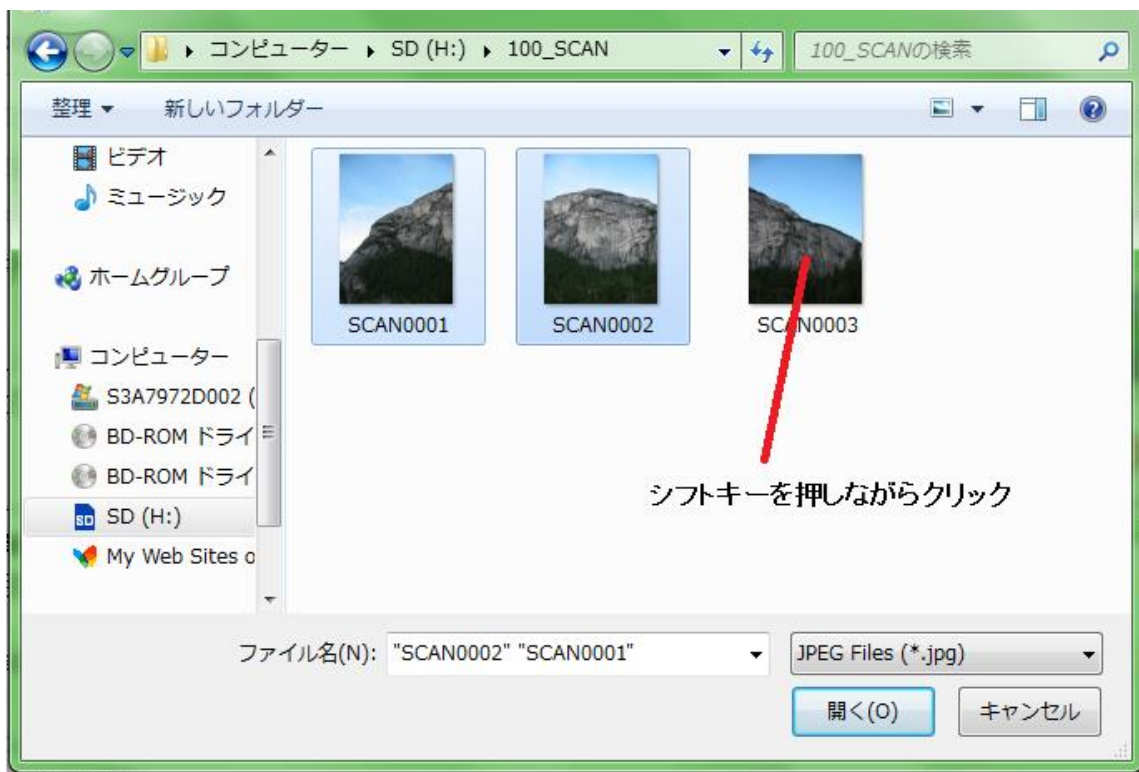 コンピューター ▸ SD (H:) ▸ 100_SCAN
100_SCANの検索
整理 新しいフォルダー
ビデオ
ミュージック
ホームグループ
コンピューター
S3A7972D002 (
BD-ROM ドライ
BD-ROM ドライ
SD (H:)
My Web Sites o
SCAN0001 SCAN0002 SCAN0003
シフトキーを押しながらクリック
ファイル名(N): "SCAN0002" "SCAN0001"
JPEG Files (*.jpg)
開く(O) キャンセル